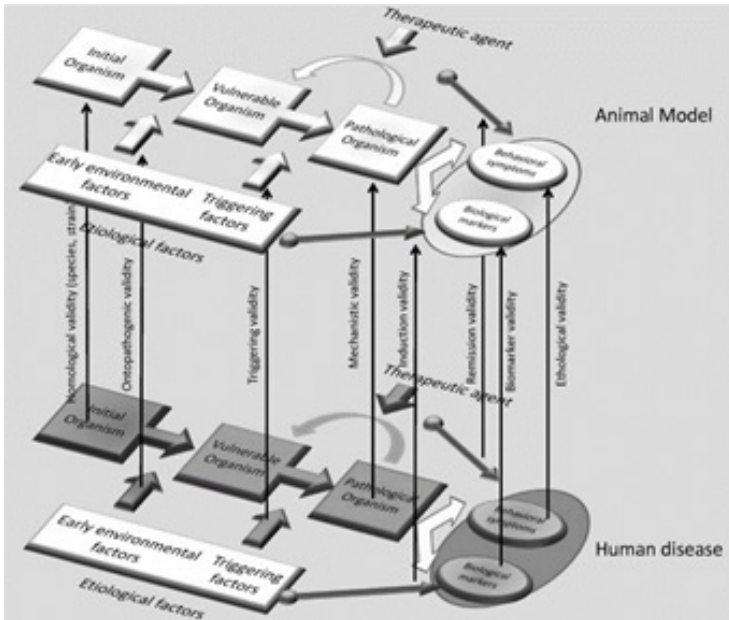 Therapeutic agent
Initial
Organism
Vulnerable
Organism
Pathological
Organism
Animal Model
Behavioral
symptoms
Biological
markers
Early environmental
factors
Triggering
factors
Etiological factors
Homological validity (species, strain
Ontopathogenic validity
Triggering validity
Mechanistic validity
Induction validity
Remission validity
Biomarker validity
Ethological validity
Therapeutic agent
Initial
Organism
Vulnerable
Organism
Pathological
Organism
Behavioral
symptoms
Biological
markers
Human disease
Early environmental
factors
Triggering
factors
Etiological factors